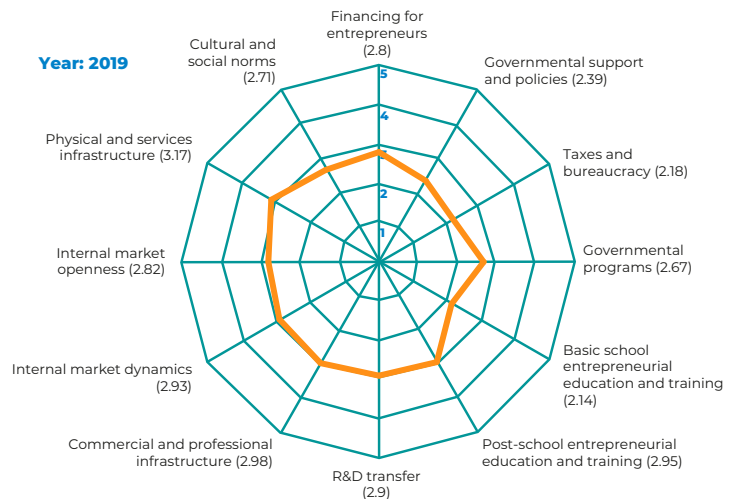 Year: 2019
Financing for
entrepreneurs
(2.8)
Governmental support
and policies (2.39)
Taxes and
bureaucracy (2.18)
Governmental
programs (2.67)
Basic school
entrepreneurial
education and training
(2.14)
Post-school entrepreneurial
education and training (2.95)
R&D transfer
(2.9)
Commercial and professional
infrastructure (2.98)
Internal market dynamics
(2.93)
Internal market
openness (2.82)
Physical and services
infrastructure (3.17)
Cultural and
social norms
(2.71)
5
4
3
2
1